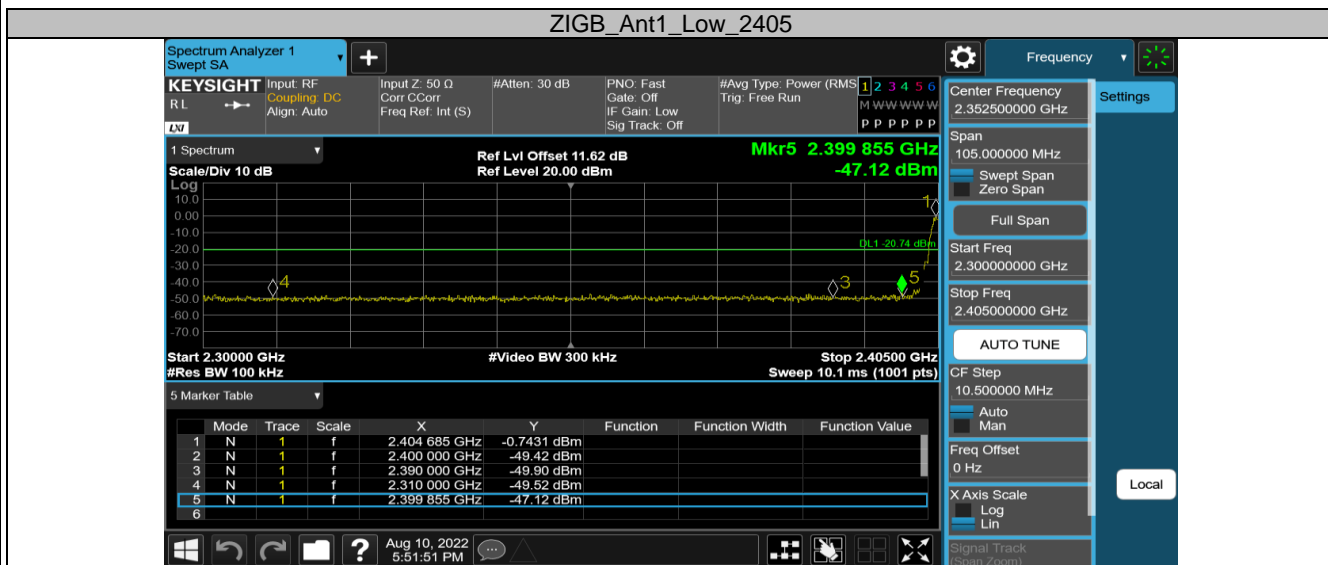 ZIGB_Ant1_Low_2405
Spectrum Analyzer 1
Swept SA
Frequency
KEYSIGHT
R L
LXI
Input: RF
Coupling: DC
Align: Auto
Input Z: 50 Ω
Corr CCorr
Freq Ref: Int (S)
#Atten: 30 dB
PNO: Fast
Gate: Off
IF Gain: Low
Sig Track: Off
#Avg Type: Power (RMS
Trig: Free Run
1 2 3 4 5 6
M W W W W W
P P P P P P
1 Spectrum
Scale/Div 10 dB
Ref Lvl Offset 11.62 dB
Ref Level 20.00 dBm
Mkr5 2.399 855 GHz
-47.12 dBm
Log
10.0
0.00
-10.0
-20.0
-30.0
-40.0
-50.0
-60.0
-70.0
DL1 -20.74 dBm
1
4
3
5
Start 2.30000 GHz
#Video BW 300 kHz
Stop 2.40500 GHz
#Res BW 100 kHz
Sweep 10.1 ms (1001 pts)
5 Marker Table
Mode Trace Scale X Y Function Function Width Function Value
1 N 1 f 2.404 685 GHz -0.7431 dBm
2 N 1 f 2.400 000 GHz -49.42 dBm
3 N 1 f 2.390 000 GHz -49.90 dBm
4 N 1 f 2.310 000 GHz -49.52 dBm
5 N 1 f 2.399 855 GHz -47.12 dBm
6
Aug 10, 2022
5:51:51 PM
Center Frequency
2.352500000 GHz
Settings
Span
105.000000 MHz
Swept Span
Zero Span
Full Span
Start Freq
2.300000000 GHz
Stop Freq
2.405000000 GHz
AUTO TUNE
CF Step
10.500000 MHz
Auto
Man
Freq Offset
0 Hz
X Axis Scale
Log
Lin
Local
Signal Track
(Span Zoom)